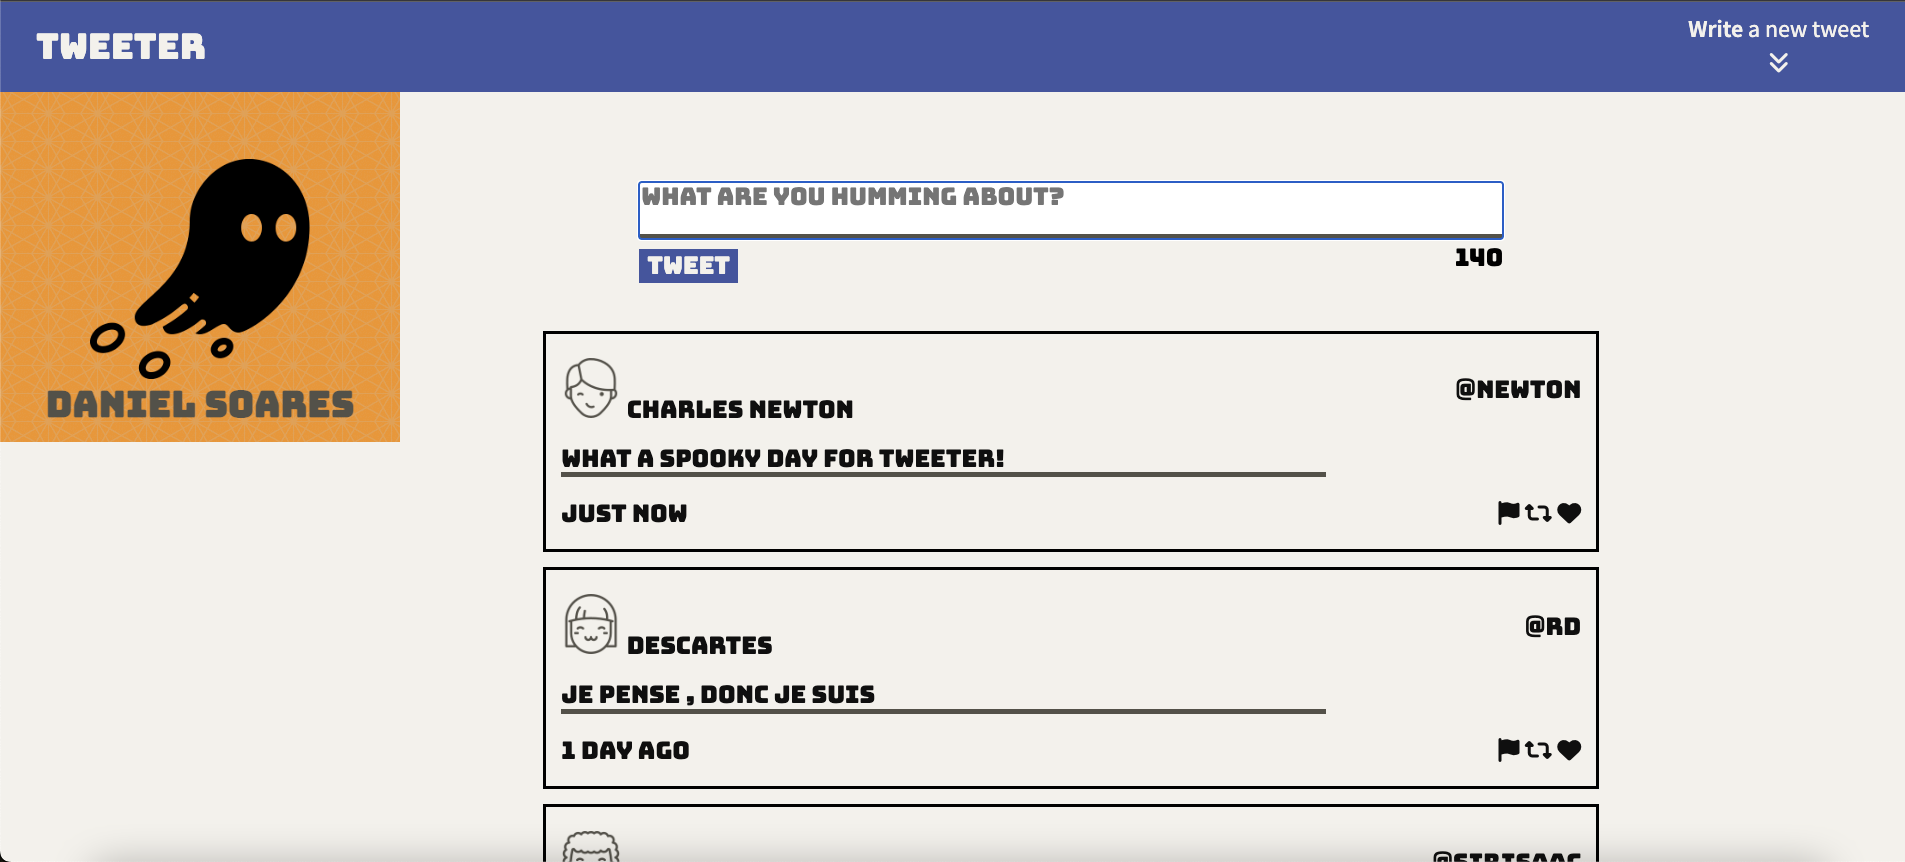 TWEETER
Write a new tweet
DANIEL SOARES
WHAT ARE YOU HUMMING ABOUT?
TWEET
140
CHARLES NEWTON
@NEWTON
WHAT A SPOOKY DAY FOR TWEETER!
JUST NOW
DESCARTES
@RD
JE PENSE , DONC JE SUIS
1 DAY AGO
@SIRISAAC